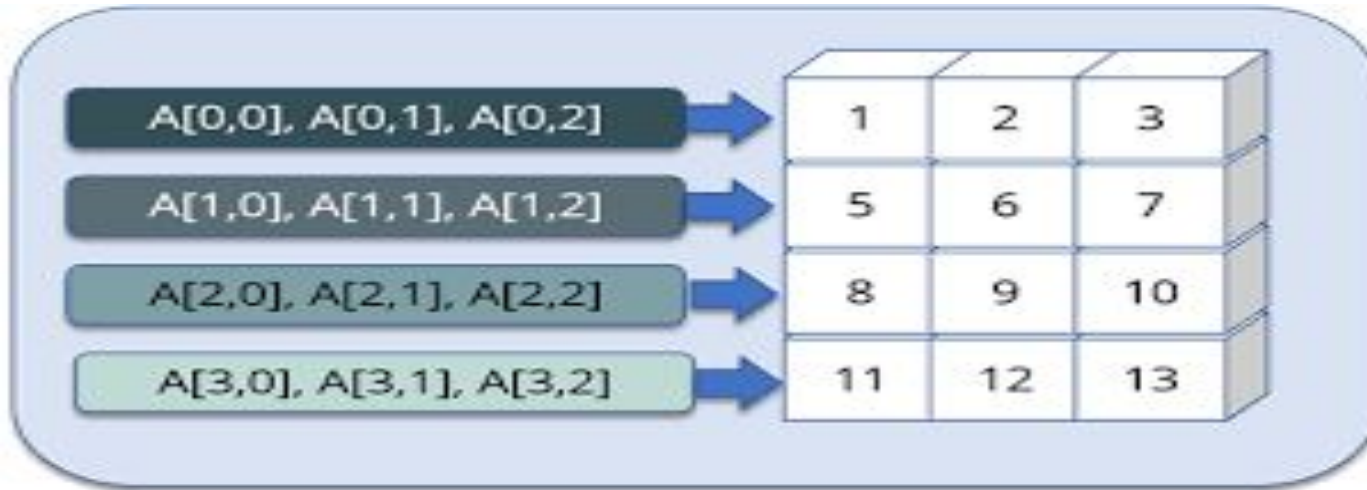 A[0,0], A[0,1], A[0,2] 1 2 3
A[1,0], A[1,1], A[1,2] 5 6 7
A[2,0], A[2,1], A[2,2] 8 9 10
A[3,0], A[3,1], A[3,2] 11 12 13